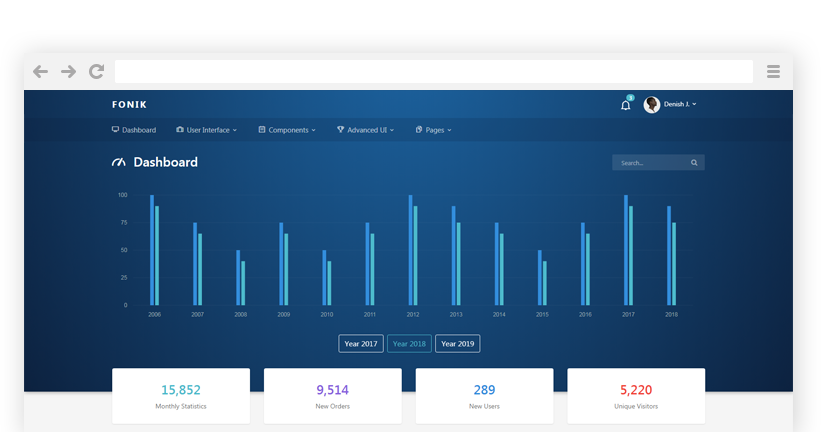 FONIK
3
Denish J.
Dashboard User Interface Components Advanced UI Pages
Dashboard
Search...
100
75
50
25
0
2006 2007 2008 2009 2010 2011 2012 2013 2014 2015 2016 2017 2018
Year 2017 Year 2018 Year 2019
15,852 9,514 289 5,220
Monthly Statistics New Orders New Users Unique Visitors